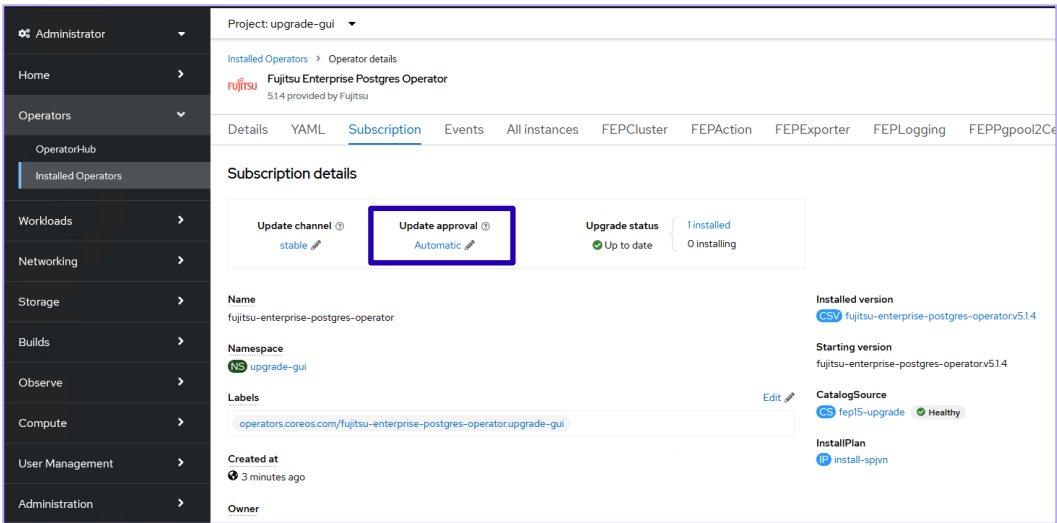 Administrator
Home
Operators
OperatorHub
Installed Operators
Workloads
Networking
Storage
Builds
Observe
Compute
User Management
Administration
Project: upgrade-gui
Installed Operators > Operator details
FUJITSU
Fujitsu Enterprise Postgres Operator
5.1.4 provided by Fujitsu
Details YAML Subscription Events All instances FEPCluster FEPAction FEPExporter FEPLogging FEPPgpool2Ce
Subscription details
Update channel Update approval Upgrade status 1 installed
stable Automatic Up to date 0 installing
Name
fujitsu-enterprise-postgres-operator
Namespace
NS upgrade-gui
Labels Edit
operators.coreos.com/fujitsu-enterprise-postgres-operator.upgrade-gui
Created at
3 minutes ago
Owner
Installed version
CSV fujitsu-enterprise-postgres-operator.v5.1.4
Starting version
fujitsu-enterprise-postgres-operator.v5.1.4
CatalogSource
CS fep15-upgrade Healthy
InstallPlan
IP install-spjvn